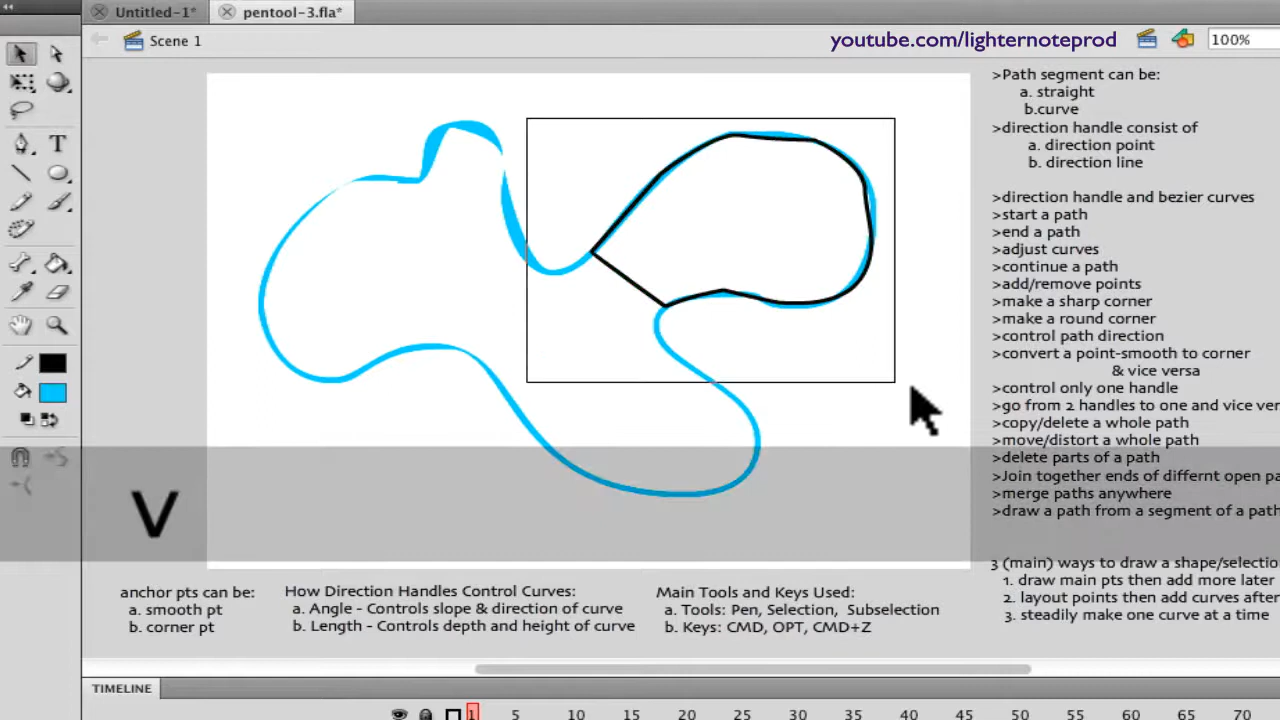 Untitled-1*
pentool-3.fla*
Scene 1
youtube.com/lighternoteprod
100%
>Path segment can be:
a. straight
b.curve
>direction handle consist of
a. direction point
b. direction line
>direction handle and bezier curves
>start a path
>end a path
>adjust curves
>continue a path
>add/remove points
>make a sharp corner
>make a round corner
>control path direction
>convert a point-smooth to corner
& vice versa
>control only one handle
>go from 2 handles to one and vice ver
>copy/delete a whole path
>move/distort a whole path
>delete parts of a path
>Join together ends of differnt open pa
>merge paths anywhere
>draw a path from a segment of a path
T
V
3 (main) ways to draw a shape/selectio
1. draw main pts then add more later
2. layout points then add curves after
3. steadily make one curve at a time
anchor pts can be:
a. smooth pt
b. corner pt
How Direction Handles Control Curves:
a. Angle - Controls slope & direction of curve
b. Length - Controls depth and height of curve
Main Tools and Keys Used:
a. Tools: Pen, Selection, Subselection
b. Keys: CMD, OPT, CMD+Z
TIMELINE
1 5 10 15 20 25 30 35 40 45 50 55 60 65 70